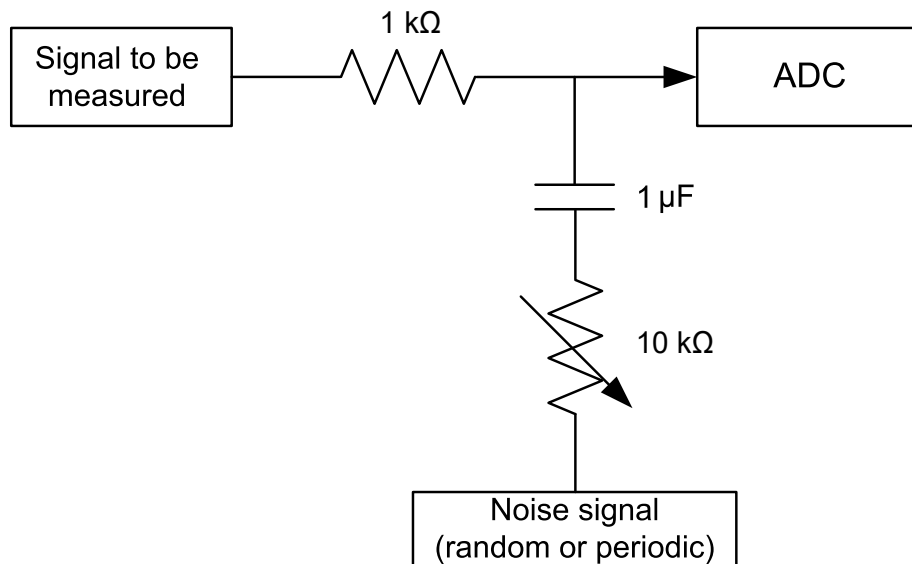 1 kΩ
Signal to be
measured
ADC
1 µF
10 kΩ
Noise signal
(random or periodic)